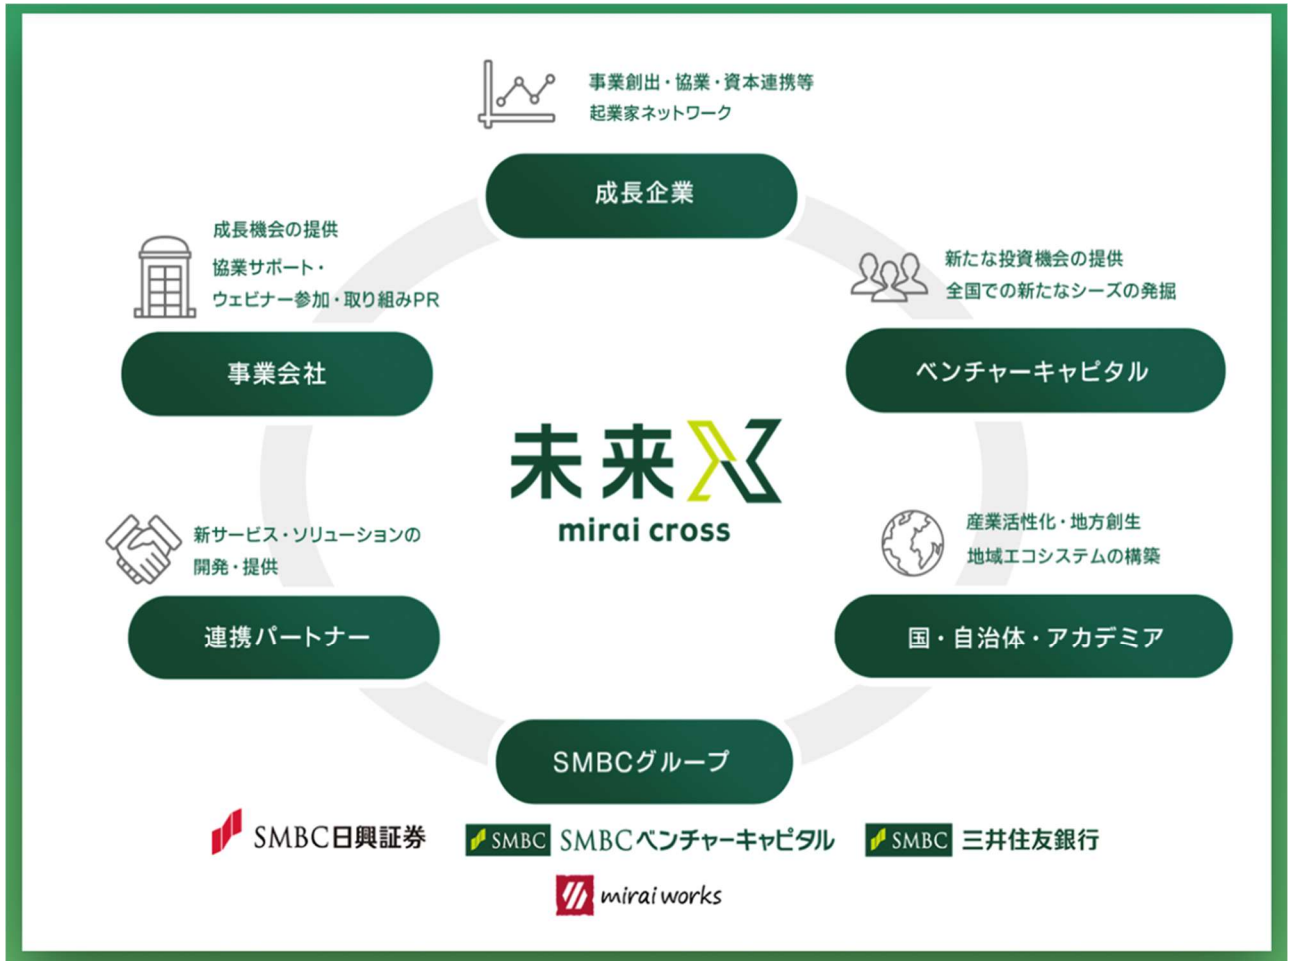 事業創出・協業・資本連携等
起業家ネットワーク
成長企業
成長機会の提供
協業サポート・
ウェビナー参加・取り組みPR
事業会社
新たな投資機会の提供
全国での新たなシーズの発掘
ベンチャーキャピタル
未来X
mirai cross
新サービス・ソリューションの
開発・提供
連携パートナー
産業活性化・地方創生
地域エコシステムの構築
国・自治体・アカデミア
SMBCグループ
SMBC日興証券
SMBC SMBCベンチャーキャピタル
SMBC 三井住友銀行
mirai works